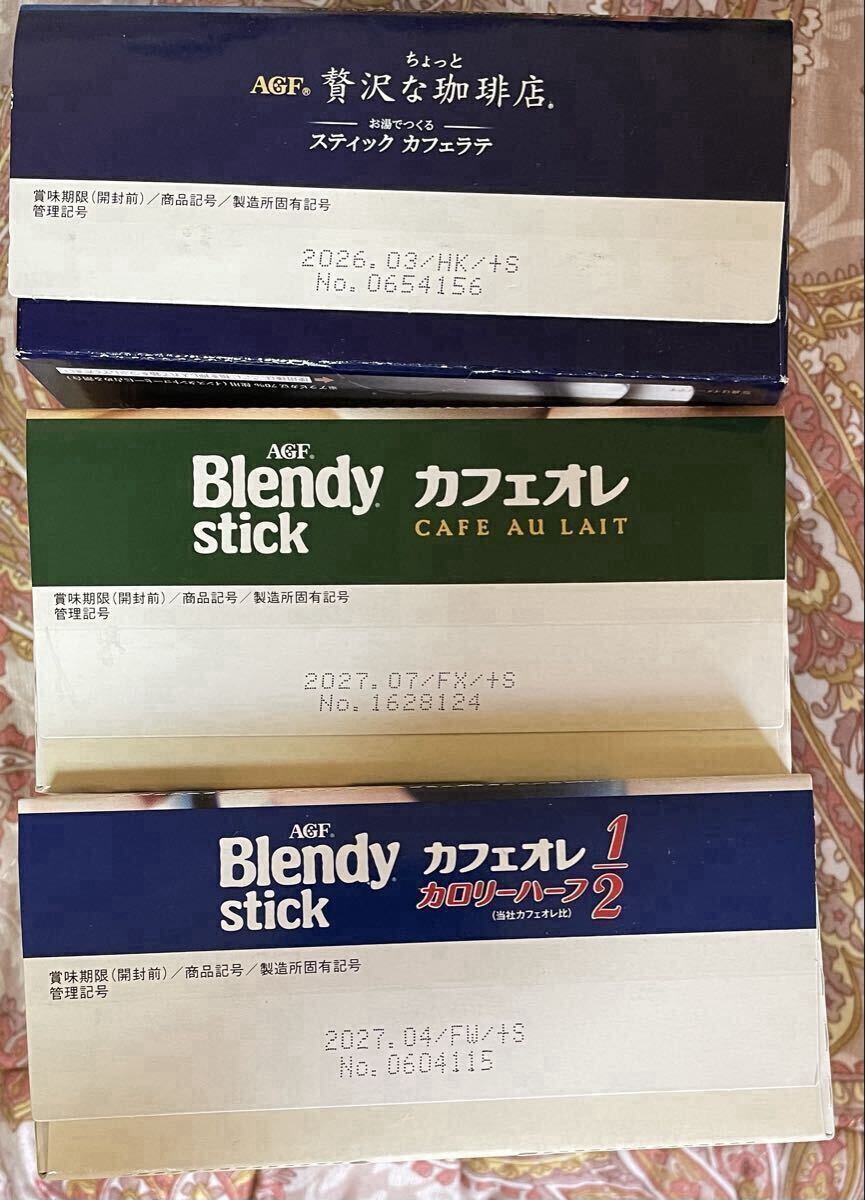 ちょっと
AGF® 贅沢な珈琲店®
お湯でつくる
スティック カフェラテ
賞味期限(開封前)/商品記号/製造所固有記号
管理記号
2026.03/HK/+S
No.0654156
AGF®
Blendy® カフェオレ
stick CAFE AU LAIT
賞味期限(開封前)/商品記号/製造所固有記号
管理記号
2027.07/FX/+S
No.1628124
AGF®
Blendy® カフェオレ 1/2
stick カロリーハーフ
(当社カフェオレ比)
賞味期限(開封前)/商品記号/製造所固有記号
管理記号
2027.04/FW/+S
No.0604115